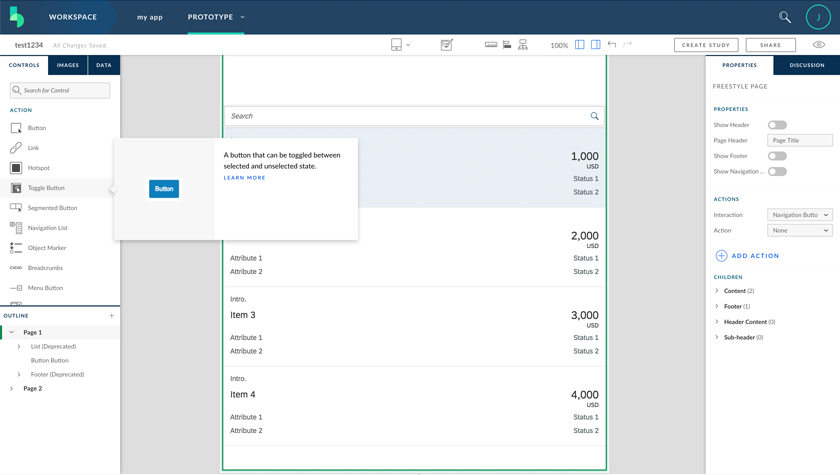 WORKSPACE my app PROTOTYPE J
test1234 All Changes Saved. 100% CREATE STUDY SHARE
CONTROLS IMAGES DATA
Search for Control
ACTION
Button
Link
Hotspot
Toggle Button
Segmented Button
Navigation List
Object Marker
Breadcrumbs
Menu Button
OUTLINE
Page 1
List (Deprecated)
Button Button
Footer (Deprecated)
Page 2
Button
A button that can be toggled between
selected and unselected state.
LEARN MORE
Search
1,000
USD
Status 1
Status 2
2,000
USD
Attribute 1 Status 1
Attribute 2 Status 2
Intro.
Item 3 3,000
USD
Attribute 1 Status 1
Attribute 2 Status 2
Intro.
Item 4 4,000
USD
Attribute 1 Status 1
Attribute 2 Status 2
PROPERTIES DISCUSSION
FREESTYLE PAGE
PROPERTIES
Show Header
Page Header Page Title
Show Footer
Show Navigation ...
ACTIONS
Interaction Navigation Butto
Action None
ADD ACTION
CHILDREN
Content (2)
Footer (1)
Header Content (0)
Sub-header (0)